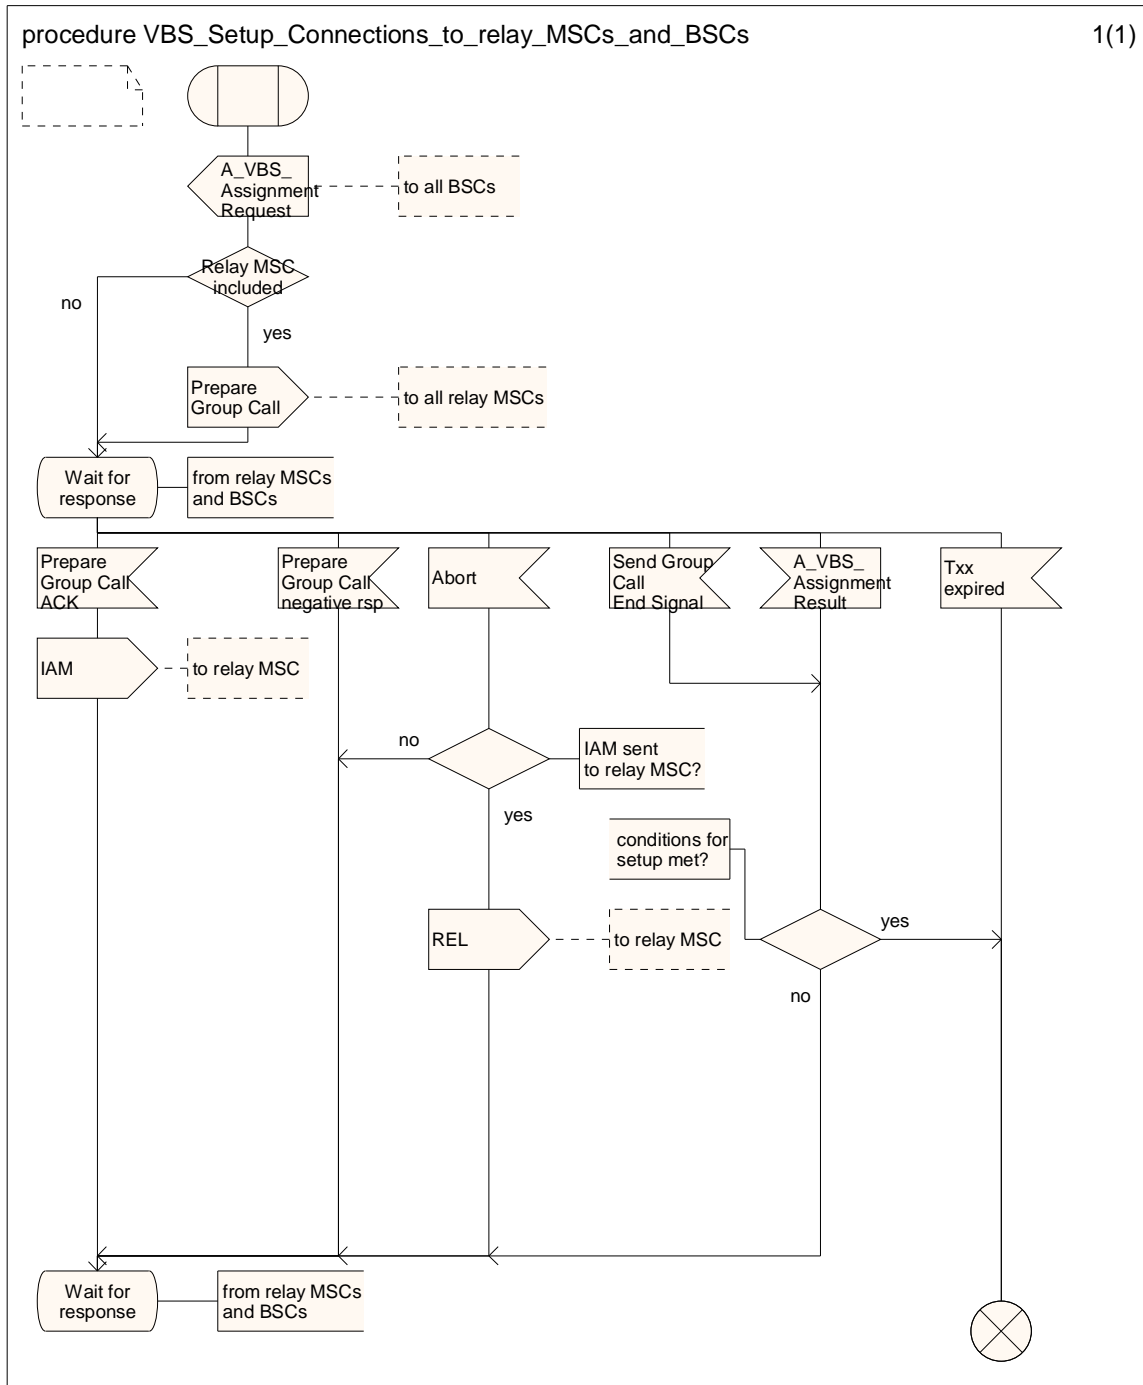 procedure VBS_Setup_Connections_to_relay_MSCs_and_BSCs
1(1)
A_VBS_
Assignment
Request
to all BSCs
Relay MSC
included
no
yes
Prepare
Group Call
to all relay MSCs
Wait for
response
from relay MSCs
and BSCs
Prepare
Group Call
ACK
Prepare
Group Call
negative rsp
Abort
Send Group
Call
End Signal
A_VBS_
Assignment
Result
Txx
expired
IAM
to relay MSC
no
IAM sent
to relay MSC?
yes
conditions for
setup met?
REL
to relay MSC
yes
no
Wait for
response
from relay MSCs
and BSCs